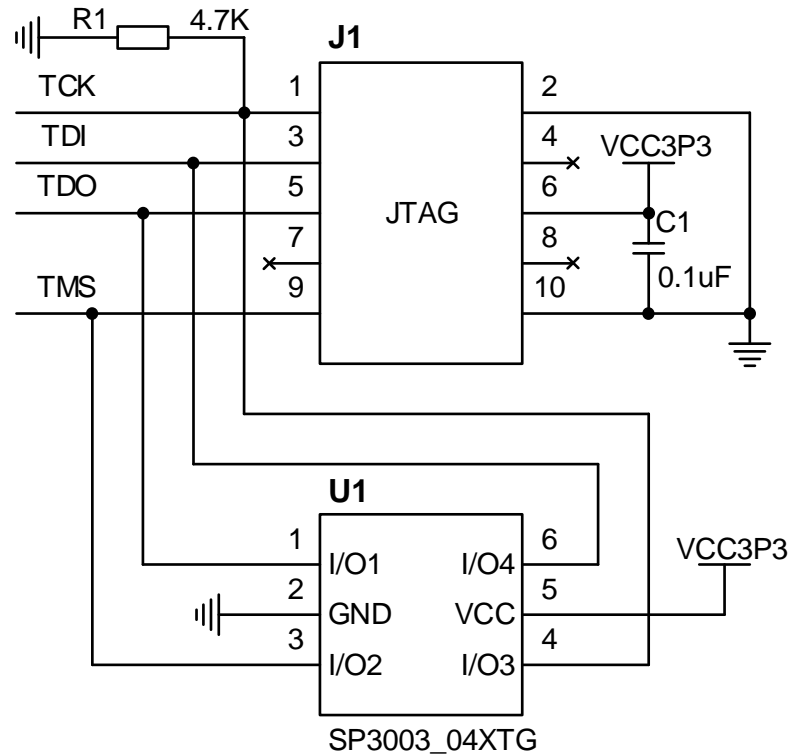 R1 4.7K
J1
TCK 1 2
TDI 3 4 VCC3P3
TDO 5 6
JTAG
7 8 C1
0.1uF
TMS 9 10
U1
1 I/O1 I/O4 6 VCC3P3
2 GND VCC 5
3 I/O2 I/O3 4
SP3003_04XTG